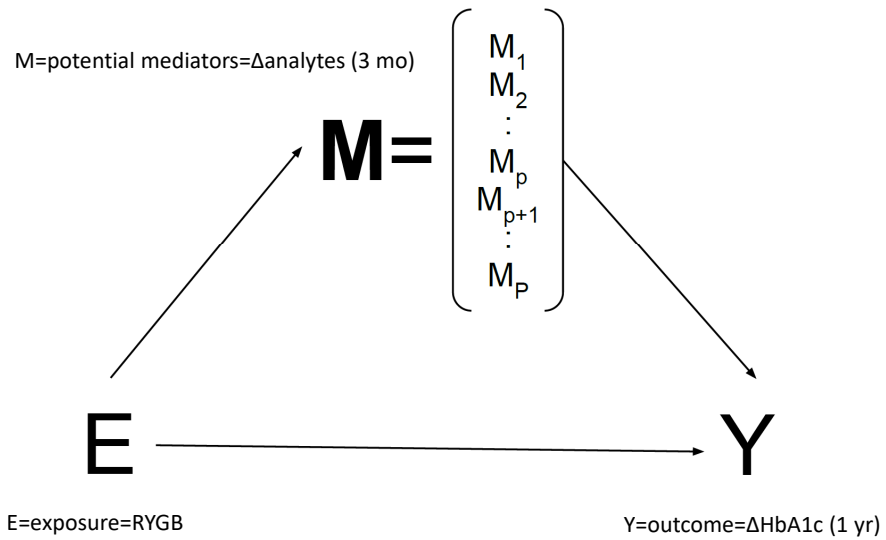 M=potential mediators=Δanalytes (3 mo)
M=
M1
M2
:
Mp
Mp+1
:
MP
E
Y
E=exposure=RYGB
Y=outcome=ΔHbA1c (1 yr)